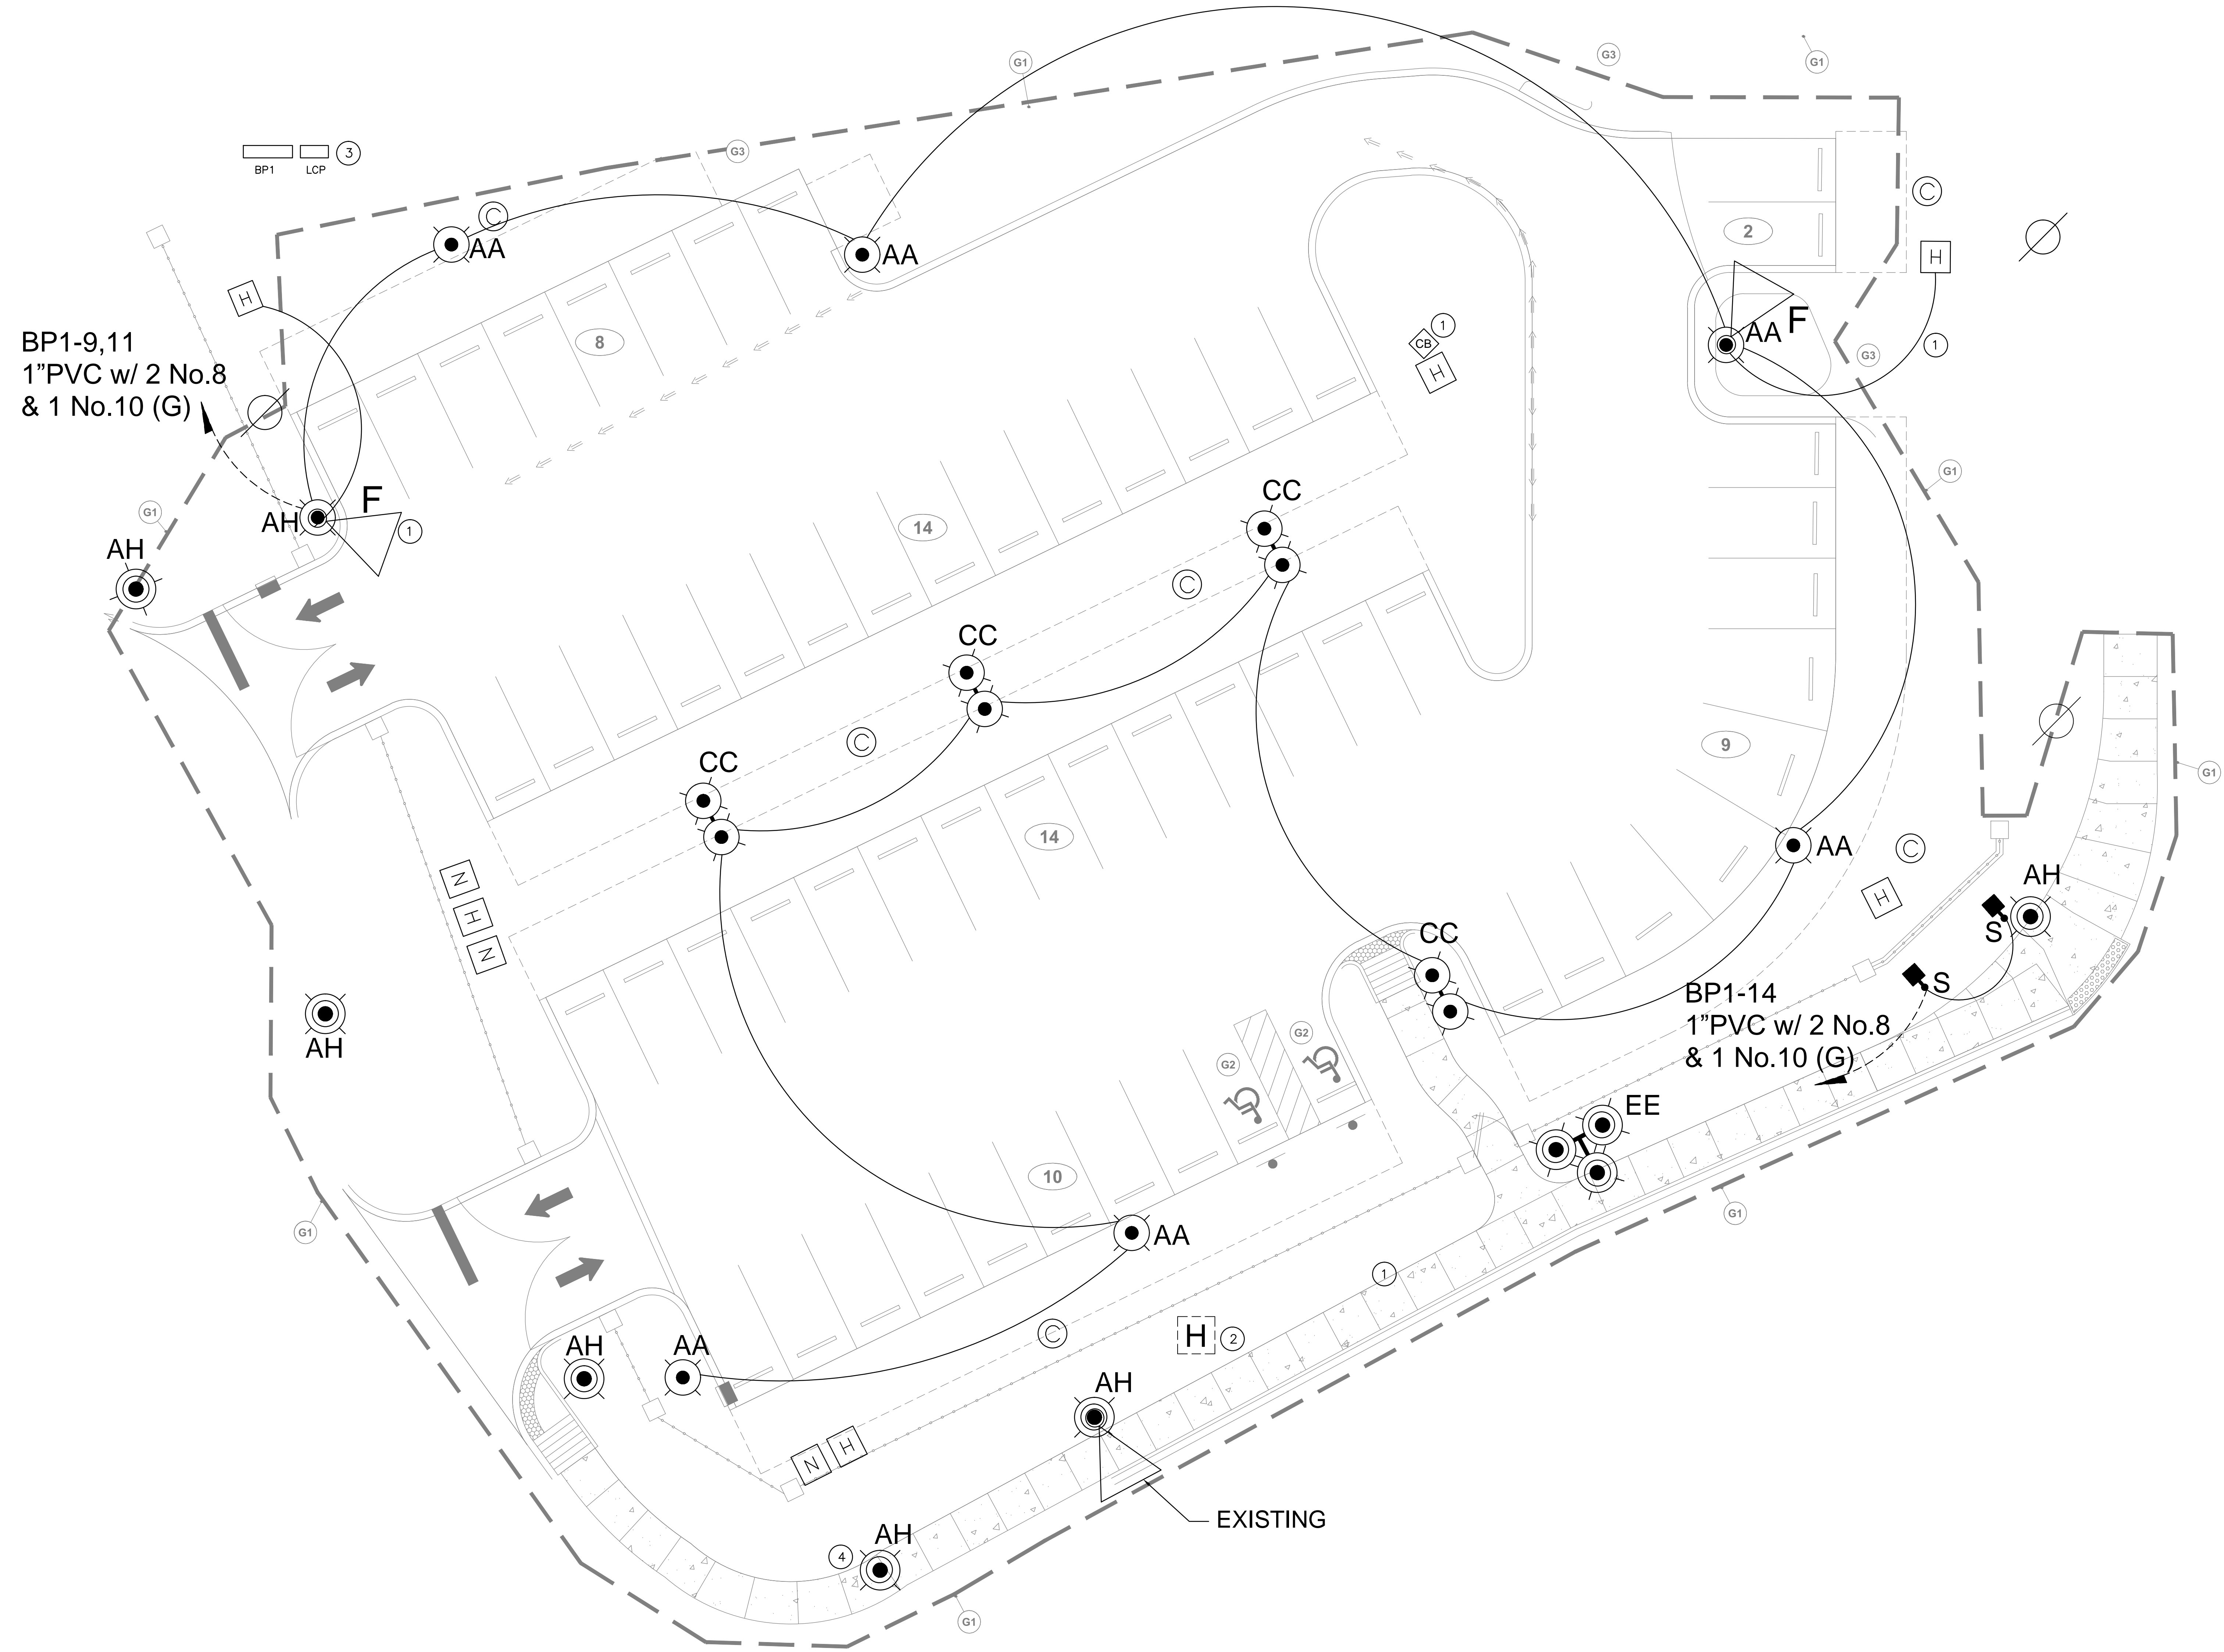 G3
G1
G1
3
BP1
LCP
G3
C
C
2
H
AA
AA
H
1
CB
F
AA
1
BP1-9,11
1"PVC w/ 2 No.8
& 1 No.10 (G)
8
G3
H
G1
F
CC
G1
AH
1
14
AH
C
CC
9
C
CC
G1
14
AA
C
N
H
H
AH
N
CC
S
S
AH
BP1-14
1"PVC w/ 2 No.8
& 1 No.10 (G)
G2
G2
EE
10
G1
G1
AA
1
C
H
2
AH
AA
AH
H
N
EXISTING
AH
4
G1